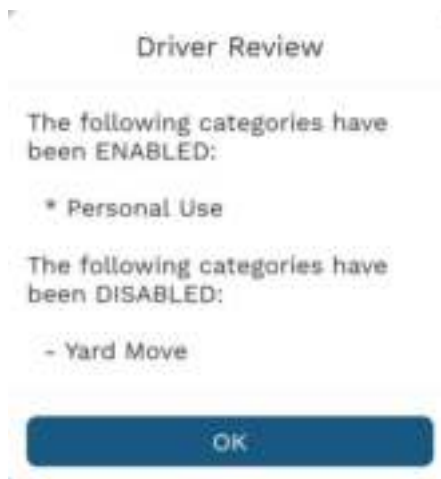 Driver Review
The following categories have
been ENABLED:
* Personal Use
The following categories have
been DISABLED:
- Yard Move
OK